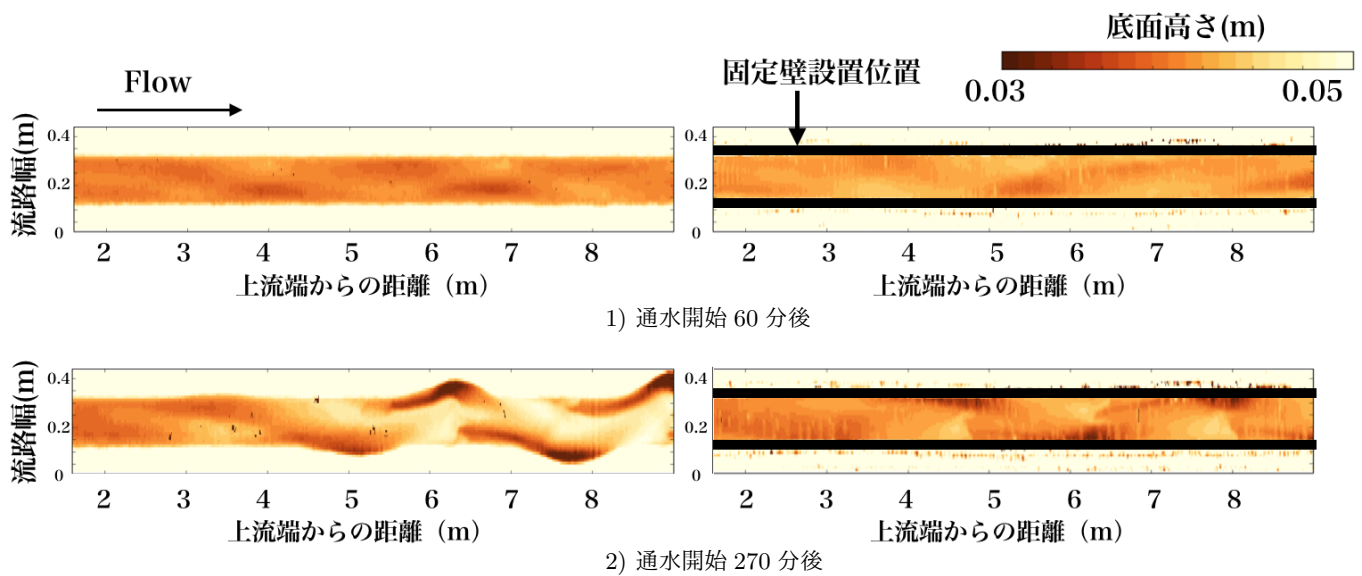 底面高さ(m)
0.03
0.05
Flow
固定壁設置位置
流路幅(m)
0.4
0.2
0
2 3 4 5 6 7 8
上流端からの距離（m）
0.4
0.2
0
2 3 4 5 6 7 8
上流端からの距離（m）
1) 通水開始 60 分後
流路幅(m)
0.4
0.2
0
2 3 4 5 6 7 8
上流端からの距離（m）
0.4
0.2
0
2 3 4 5 6 7 8
上流端からの距離（m）
2) 通水開始 270 分後